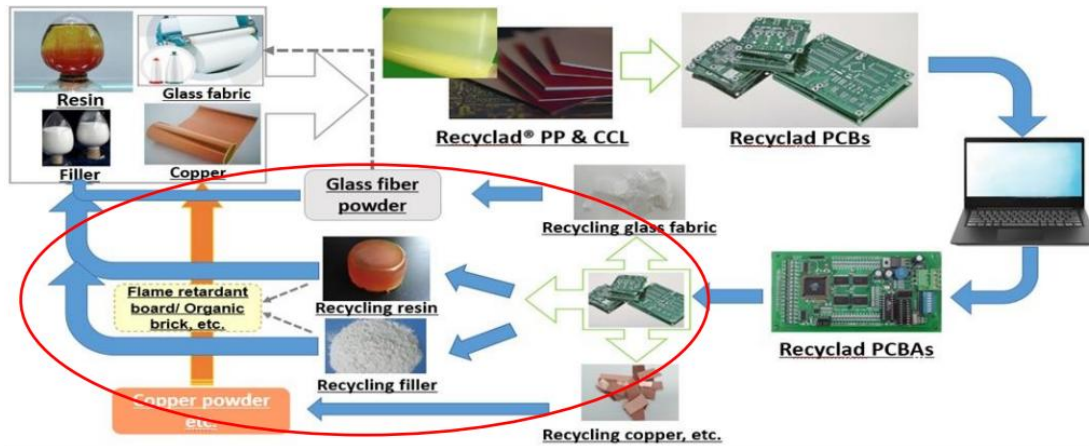 Resin
Glass fabric
Filler
Copper
Recyclad® PP & CCL
Recyclad PCBs
Glass fiber
powder
Recycling glass fabric
Recycling resin
Flame retardant
board/ Organic
brick, etc.
Recycling filler
Recyclad PCBAs
Copper powder
etc.
Recycling copper, etc.